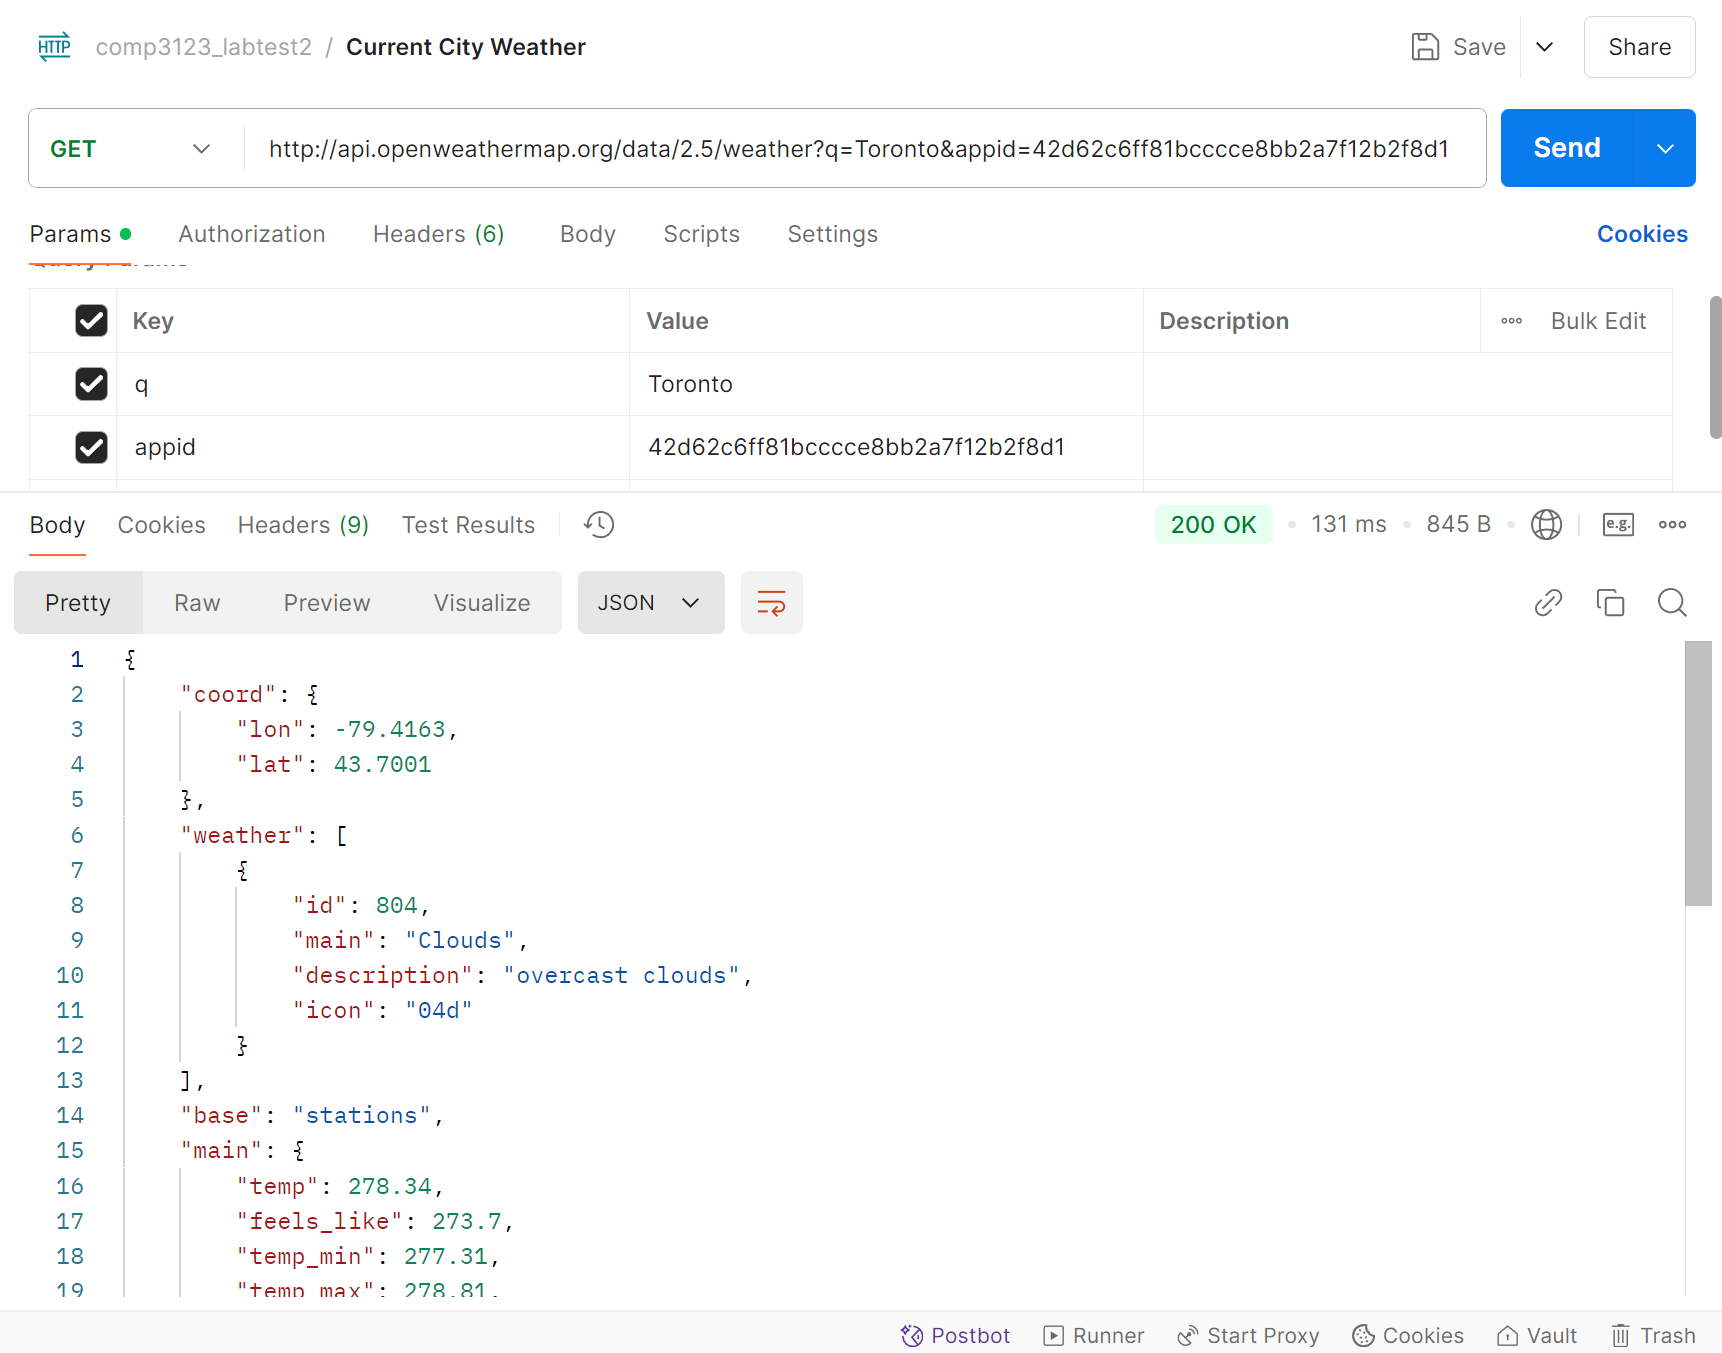 HTTP comp3123_labtest2 / Current City Weather Save Share
GET http://api.openweathermap.org/data/2.5/weather?q=Toronto&appid=42d62c6ff81bcccce8bb2a7f12b2f8d1 Send
Params Authorization Headers (6) Body Scripts Settings Cookies
Query Params
Key Value Description Bulk Edit
q Toronto
appid 42d62c6ff81bcccce8bb2a7f12b2f8d1
Body Cookies Headers (9) Test Results 200 OK 131 ms 845 B e.g.
Pretty Raw Preview Visualize JSON
1 {
2 "coord": {
3 "lon": -79.4163,
4 "lat": 43.7001
5 },
6 "weather": [
7 {
8 "id": 804,
9 "main": "Clouds",
10 "description": "overcast clouds",
11 "icon": "04d"
12 }
13 ],
14 "base": "stations",
15 "main": {
16 "temp": 278.34,
17 "feels_like": 273.7,
18 "temp_min": 277.31,
19 "temp_max": 278.81,
Postbot Runner Start Proxy Cookies Vault Trash